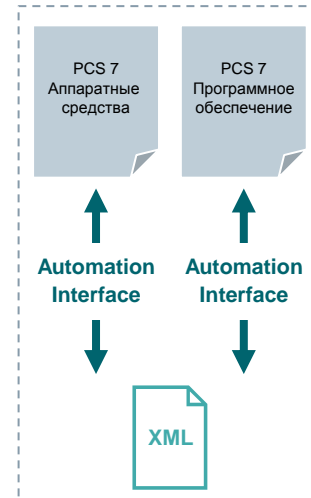 PCS 7
Аппаратные
средства
PCS 7
Программное
обеспечение
Automation
Interface
Automation
Interface
XML